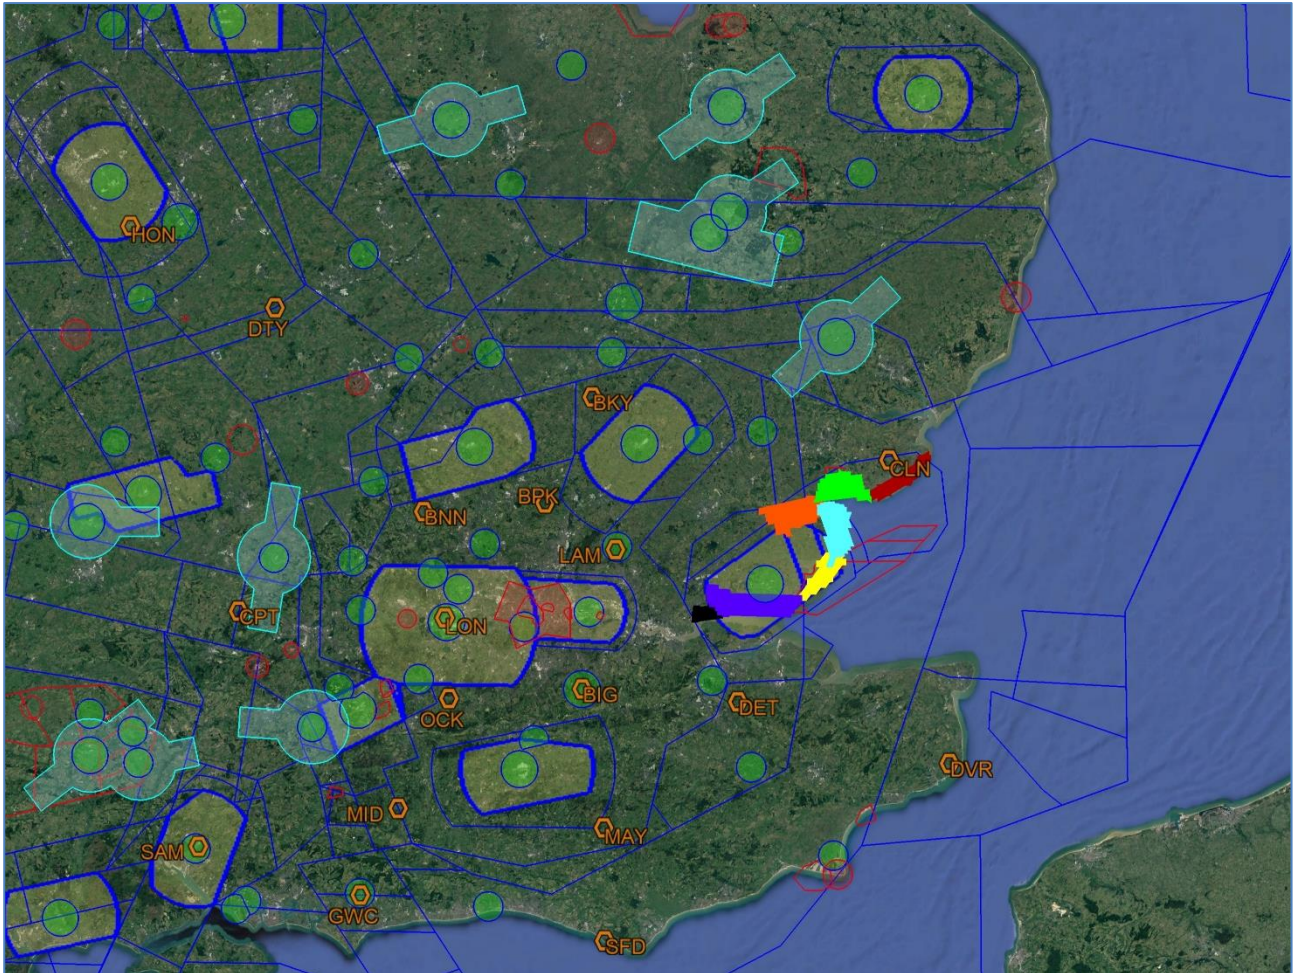 HON
DTY
BKY
CLN
BPK
BNN
LAM
CPT
LON
BIG
OCK
DET
DVR
MID
MAY
SAM
GWC
SFD